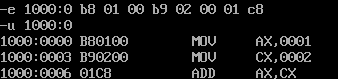 -e 1000:0 b8 01 00 b9 02 00 01 c8
-u 1000:0
1000:0000 B80100 MOV AX,0001
1000:0003 B90200 MOV CX,0002
1000:0006 01C8 ADD AX,CX